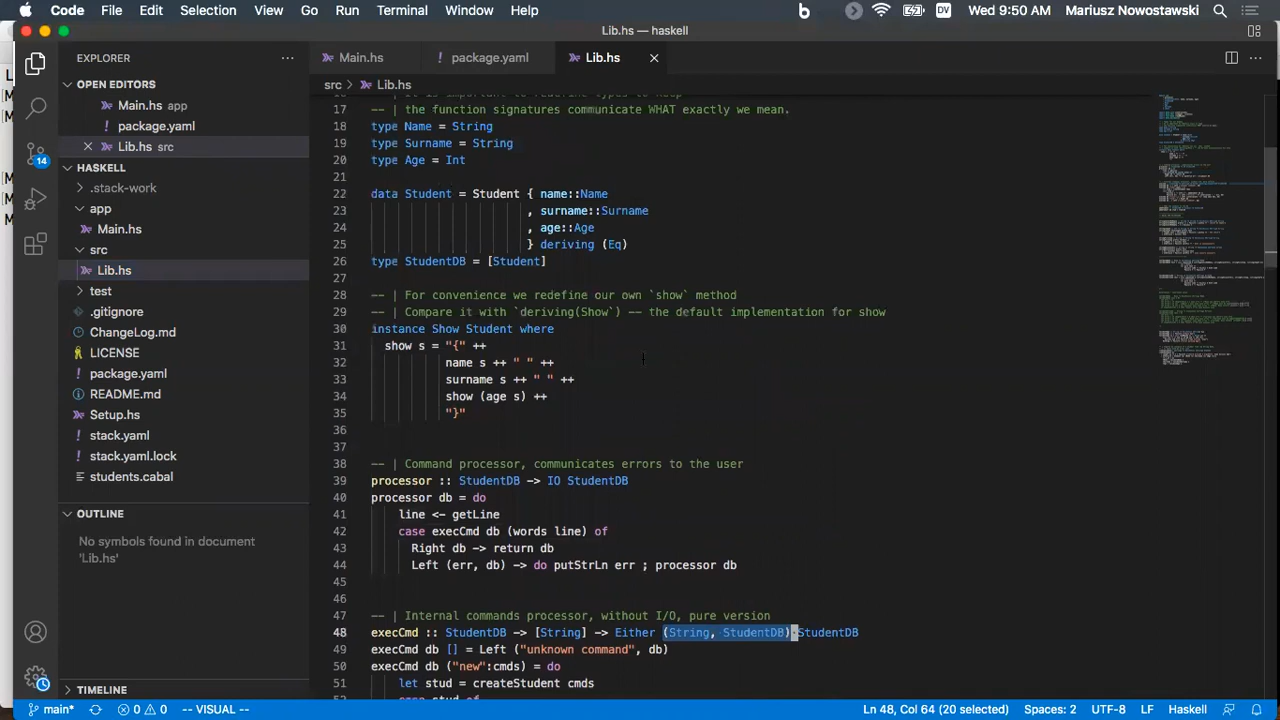 Code File Edit Selection View Go Run Terminal Window Help DV Wed 9:50 AM Mariusz Nowostawski
Lib.hs — haskell
EXPLORER
Main.hs package.yaml Lib.hs
OPEN EDITORS
src > Lib.hs
Main.hs app
package.yaml
Lib.hs src
HASKELL
.stack-work
app
Main.hs
src
Lib.hs
test
.gitignore
ChangeLog.md
LICENSE
package.yaml
README.md
Setup.hs
stack.yaml
stack.yaml.lock
students.cabal
OUTLINE
No symbols found in document
'Lib.hs'
TIMELINE
14
17 -- | the function signatures communicate WHAT exactly we mean.
18 type Name = String
19 type Surname = String
20 type Age = Int
21
22 data Student = Student { name::Name
23 , surname::Surname
24 , age::Age
25 } deriving (Eq)
26 type StudentDB = [Student]
27
28 -- | For convenience we redefine our own `show` method
29 -- | Compare it with `deriving(Show`) -- the default implementation for show
30 instance Show Student where
31 show s = "{" ++
32 name s ++ " " ++
33 surname s ++ " " ++
34 show (age s) ++
35 "}"
36
37
38 -- | Command processor, communicates errors to the user
39 processor :: StudentDB -> IO StudentDB
40 processor db = do
41 line <- getLine
42 case execCmd db (words line) of
43 Right db -> return db
44 Left (err, db) -> do putStrLn err ; processor db
45
46
47 -- | Internal commands processor, without I/O, pure version
48 execCmd :: StudentDB -> [String] -> Either (String, StudentDB) StudentDB
49 execCmd db [] = Left ("unknown command", db)
50 execCmd db ("new":cmds) = do
51 let stud = createStudent cmds
main* 0 0 -- VISUAL -- Ln 48, Col 64 (20 selected) Spaces: 2 UTF-8 LF Haskell